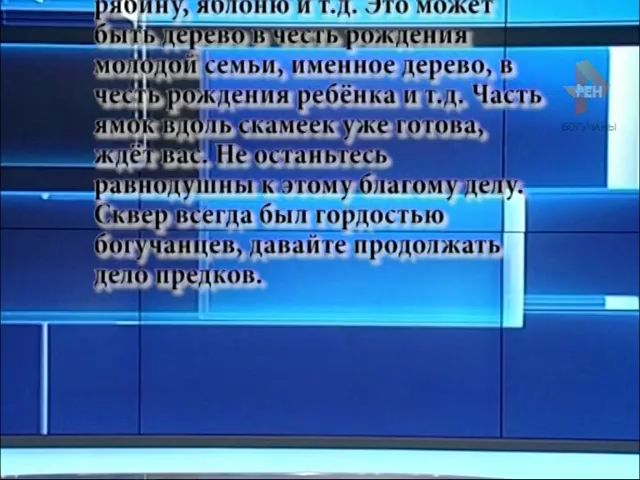 рябину, яблоню и т.д. Это может
быть дерево в честь рождения
молодой семьи, именное дерево, в
честь рождения ребёнка и т.д. Часть
ямок вдоль скамеек уже готова,
ждёт вас. Не останьтесь
равнодушны к этому благому делу.
Сквер всегда был гордостью
богучанцев, давайте продолжать
дело предков.
РЕН
БОГУЧАНЫ